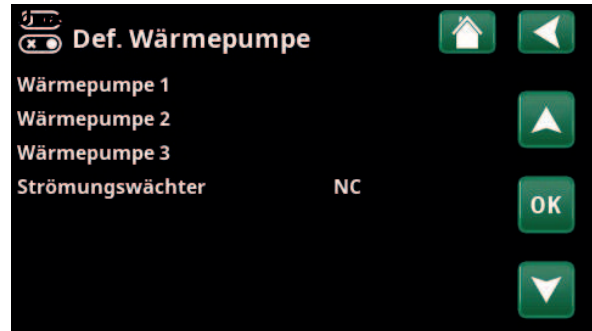 Def. Wärmepumpe
Wärmepumpe 1
Wärmepumpe 2
Wärmepumpe 3
Strömungswächter NC
OK